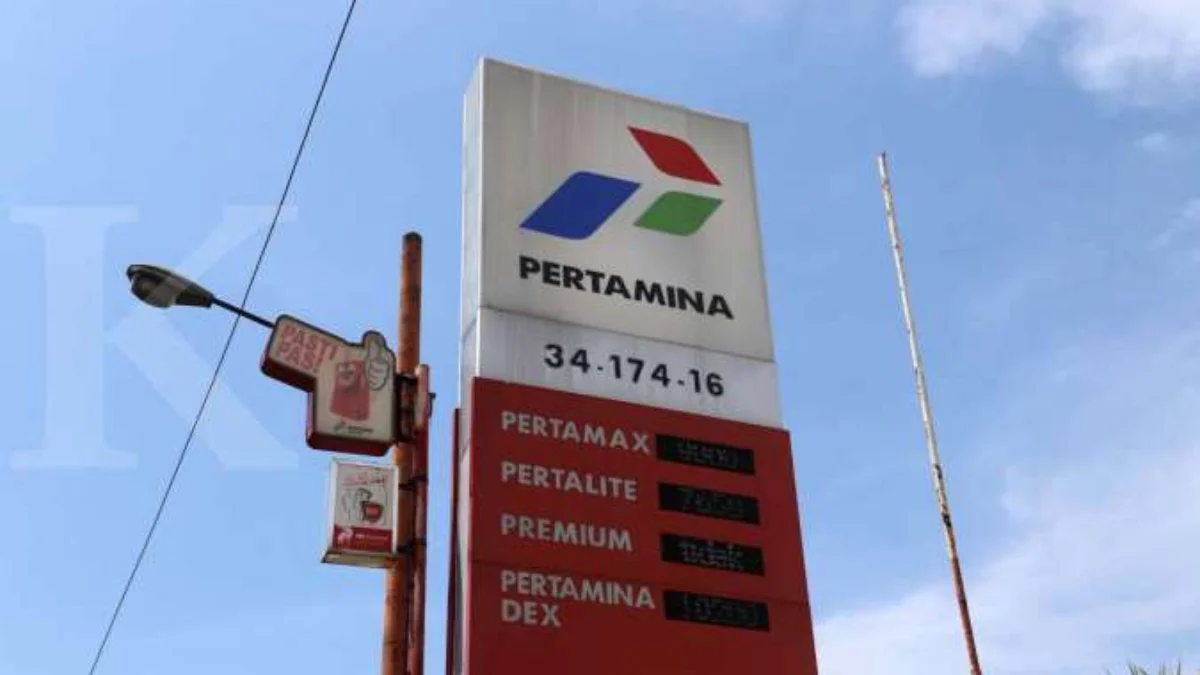 PASTI
PAS!
PERTAMINA
34.174-16
PERTAMAX
PERTALITE
PREMIUM
PERTAMINA
DEX
K